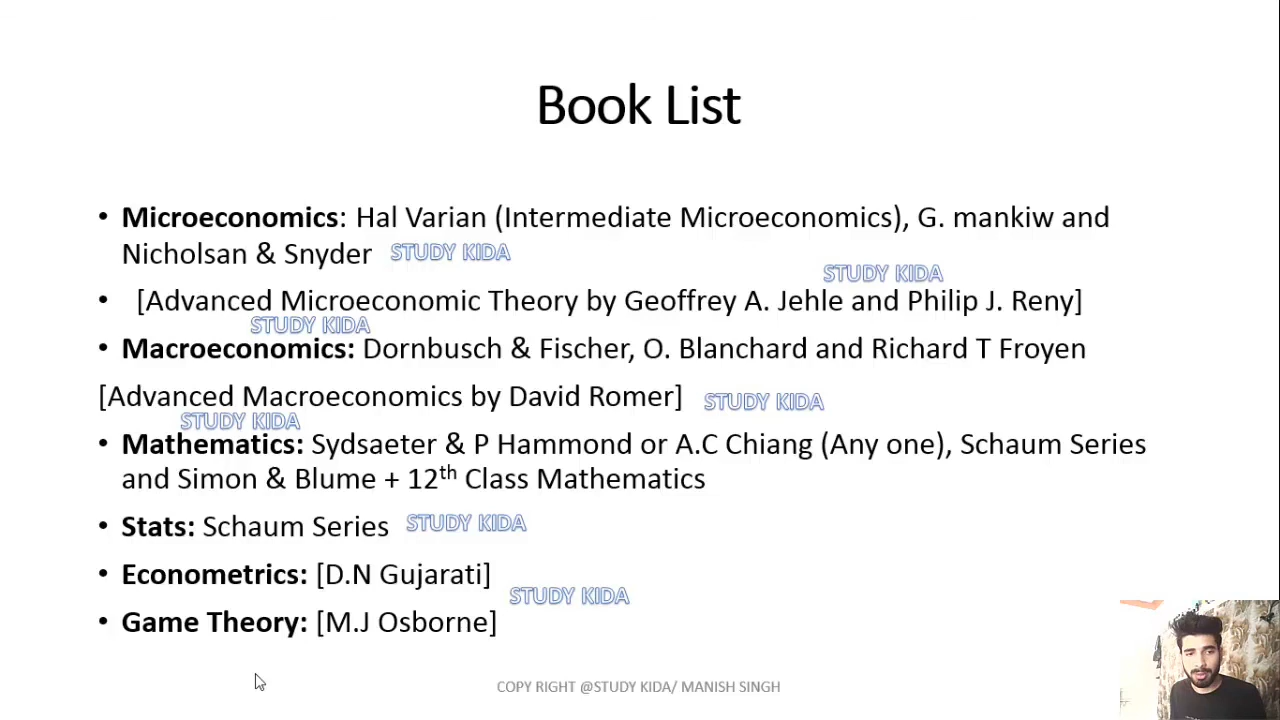 Book List
• Microeconomics: Hal Varian (Intermediate Microeconomics), G. mankiw and
Nicholsan & Snyder STUDY KIDA
STUDY KIDA
• [Advanced Microeconomic Theory by Geoffrey A. Jehle and Philip J. Reny]
STUDY KIDA
• Macroeconomics: Dornbusch & Fischer, O. Blanchard and Richard T Froyen
[Advanced Macroeconomics by David Romer] STUDY KIDA
STUDY KIDA
• Mathematics: Sydsaeter & P Hammond or A.C Chiang (Any one), Schaum Series
and Simon & Blume + 12th Class Mathematics
• Stats: Schaum Series STUDY KIDA
• Econometrics: [D.N Gujarati]
STUDY KIDA
• Game Theory: [M.J Osborne]
COPY RIGHT @STUDY KIDA/ MANISH SINGH